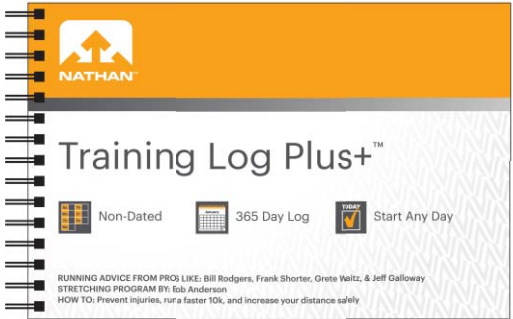 NATHAN™
Training Log Plus+™
Non-Dated
365 Day Log
TODAY
Start Any Day
RUNNING ADVICE FROM PROS LIKE: Bill Rodgers, Frank Shorter, Grete Waitz, & Jeff Galloway
STRETCHING PROGRAM BY: Bob Anderson
HOW TO: Prevent injuries, run a faster 10k, and increase your distance safely